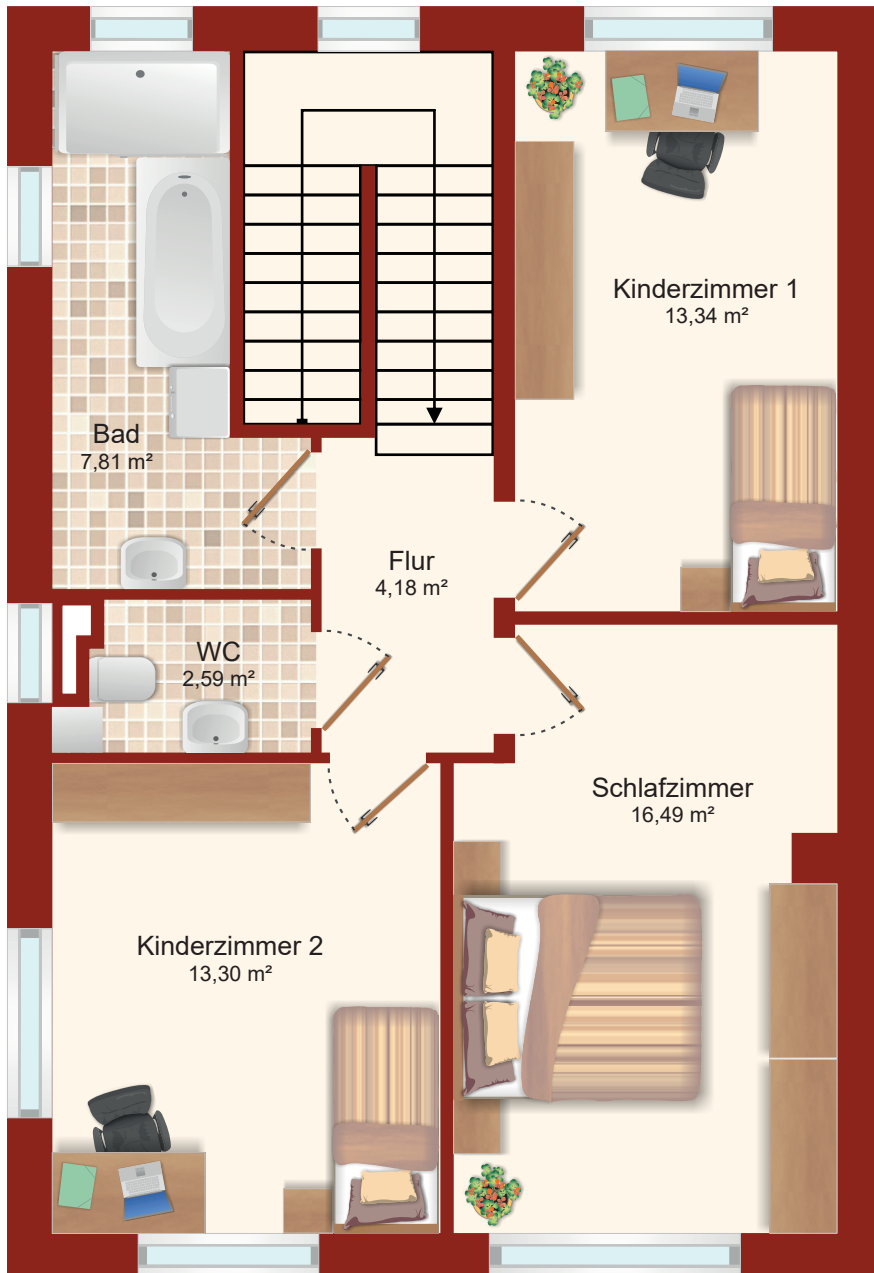 Kinderzimmer 1
13,34 m²
Bad
7,81 m²
Flur
4,18 m²
WC
2,59 m²
Schlafzimmer
16,49 m²
Kinderzimmer 2
13,30 m²